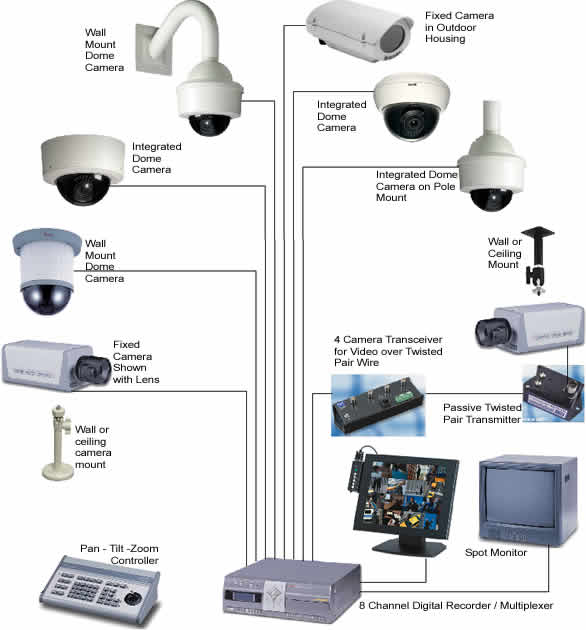 Wall
Mount
Dome
Camera
Fixed Camera
in Outdoor
Housing
Integrated
Dome
Camera
Integrated
Dome
Camera
Integrated Dome
Camera on Pole
Mount
Wall
Mount
Dome
Camera
Wall or
Ceiling
Mount
Fixed
Camera
Shown
with Lens
4 Camera Transceiver
for Video over Twisted
Pair Wire
Passive Twisted
Pair Transmitter
Wall or
ceiling
camera
mount
Pan - Tilt -Zoom
Controller
Spot Monitor
8 Channel Digital Recorder / Multiplexer